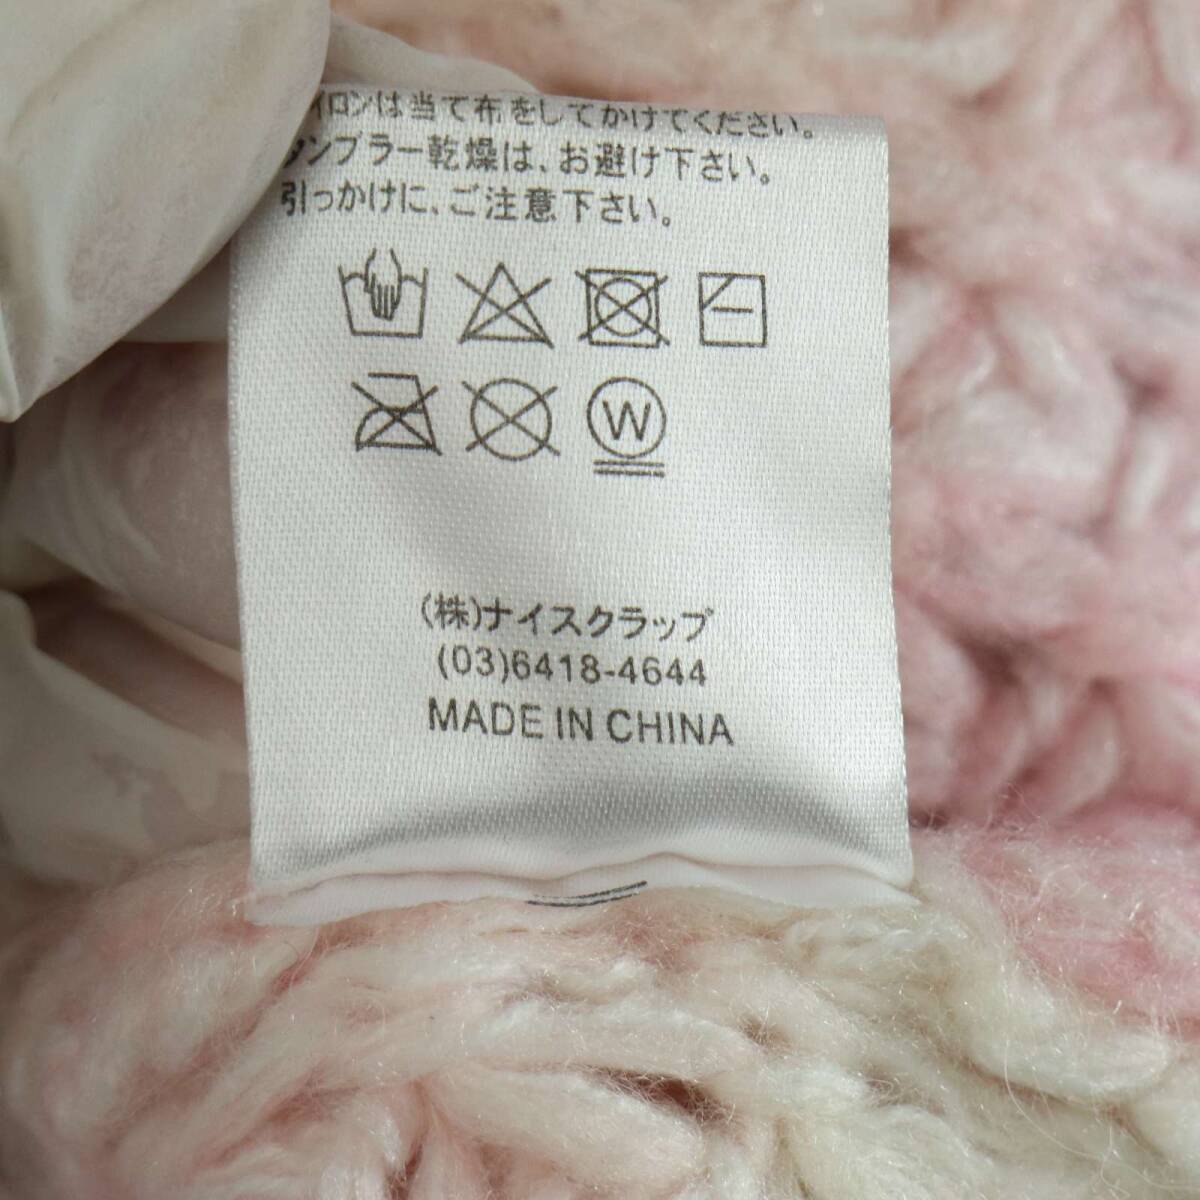 アイロンは当て布をしてかけてください。
タンブラー乾燥は、お避け下さい。
引っかけに、ご注意下さい。
W
(株)ナイスクラップ
(03)6418-4644
MADE IN CHINA